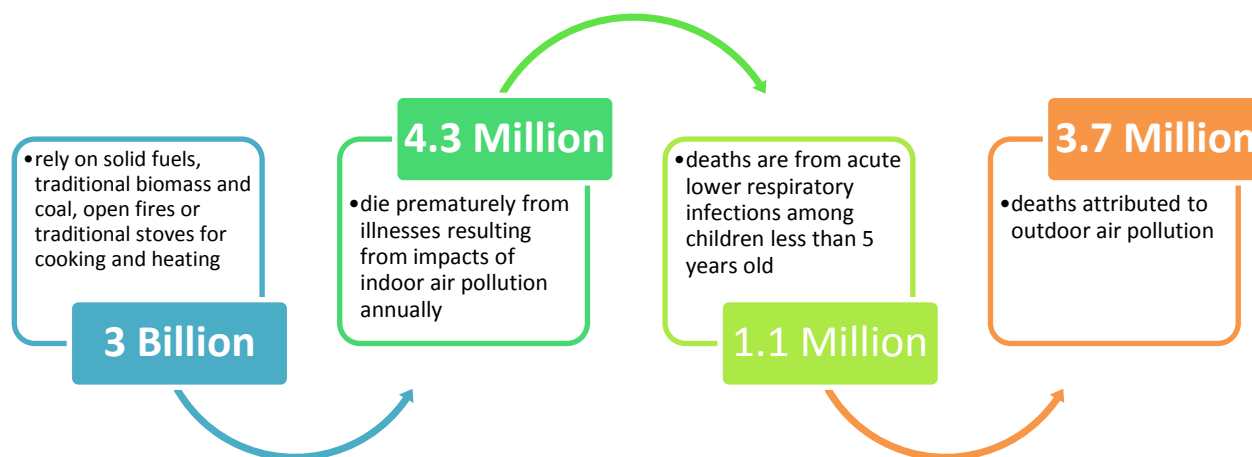 •rely on solid fuels,
traditional biomass and
coal, open fires or
traditional stoves for
cooking and heating
3 Billion
4.3 Million
•die prematurely from
illnesses resulting
from impacts of
indoor air pollution
annually
•deaths are from acute
lower respiratory
infections among
children less than 5
years old
1.1 Million
3.7 Million
•deaths attributed to
outdoor air pollution